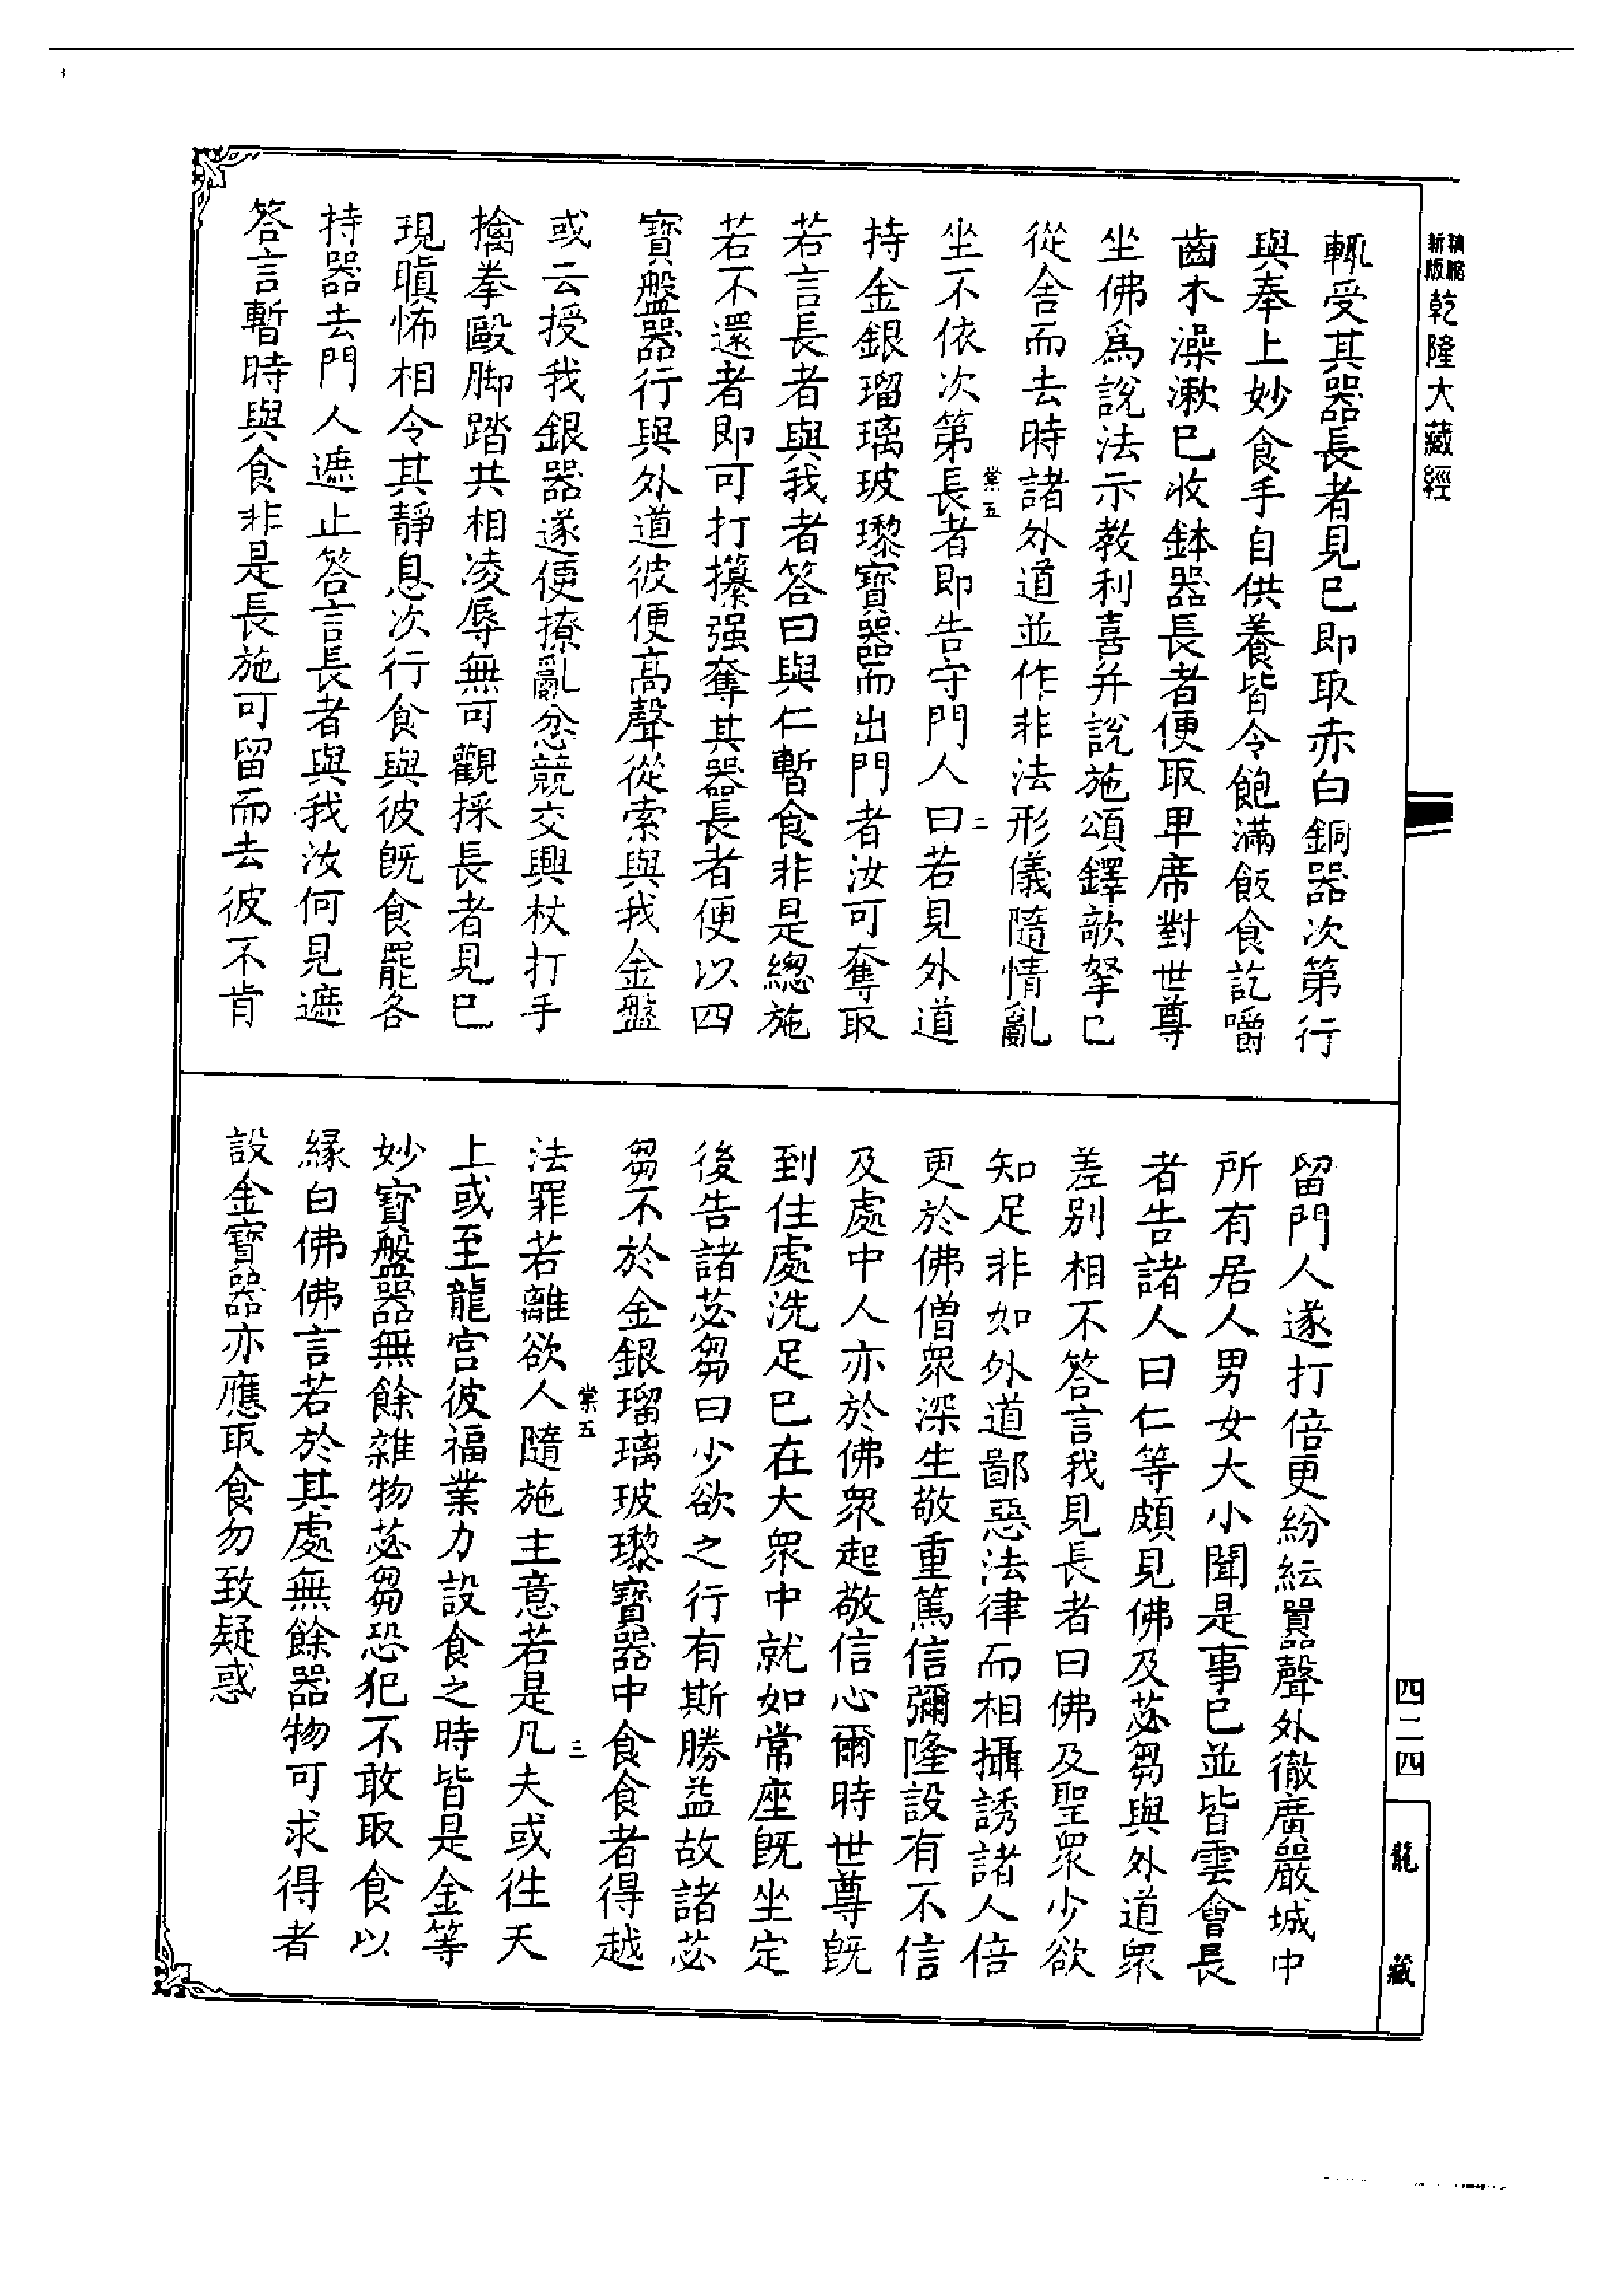 精縮
新版
乾隆大藏經
輒受其器長者見已即取赤白銅器次第行
與奉上妙食手自供養皆令飽滿飯食訖嚼
齒木澡漱已收鉢器長者便取卑席對世尊
坐佛爲說法示教利喜并說施頌鐸欹拏已
從舍而去時諸外道並作非法形儀隨情亂
坐不依次第長者即告守門人曰若見外道
棠五
二
持金銀瑠璃玻瓈寶器而出門者汝可奪取
若言長者與我者答曰與仁暫食非是總施
若不還者即可打攥强奪其器長者便以四
寶盤器行與外道彼便高聲從索與我金盤
或云授我銀器遂便撩亂忿競交興杖打手
擒拳毆脚踏共相凌辱無可觀採長者見已
現瞋怖相令其靜息次行食與彼旣食罷各
持器去門人遮止答言長者與我汝何見遮
答言暫時與食非是長施可留而去彼不肯
留門人遂打倍更紛紜囂聲外徹廣嚴城中
所有居人男女大小聞是事已並皆雲會長
者告諸人曰仁等頗見佛及苾芻與外道衆
差別相不答言我見長者曰佛及聖衆少欲
知足非如外道鄙惡法律而相攝誘諸人倍
更於佛僧衆深生敬重篤信彌隆設有不信
及處中人亦於佛衆起敬信心爾時世尊旣
到住處洗足已在大衆中就如常座旣坐定
後告諸苾芻曰少欲之行有斯勝益故諸苾
芻不於金銀瑠璃玻瓈寶器中食食者得越
棠五
三
法罪若離欲人隨施主意若是凡夫或往天
上或至龍宮彼福業力設食之時皆是金等
妙寶盤器無餘雜物苾芻恐犯不敢取食以
緣白佛佛言若於其處無餘器物可求得者
設金寶器亦應取食勿致疑惑
四二四
龍藏